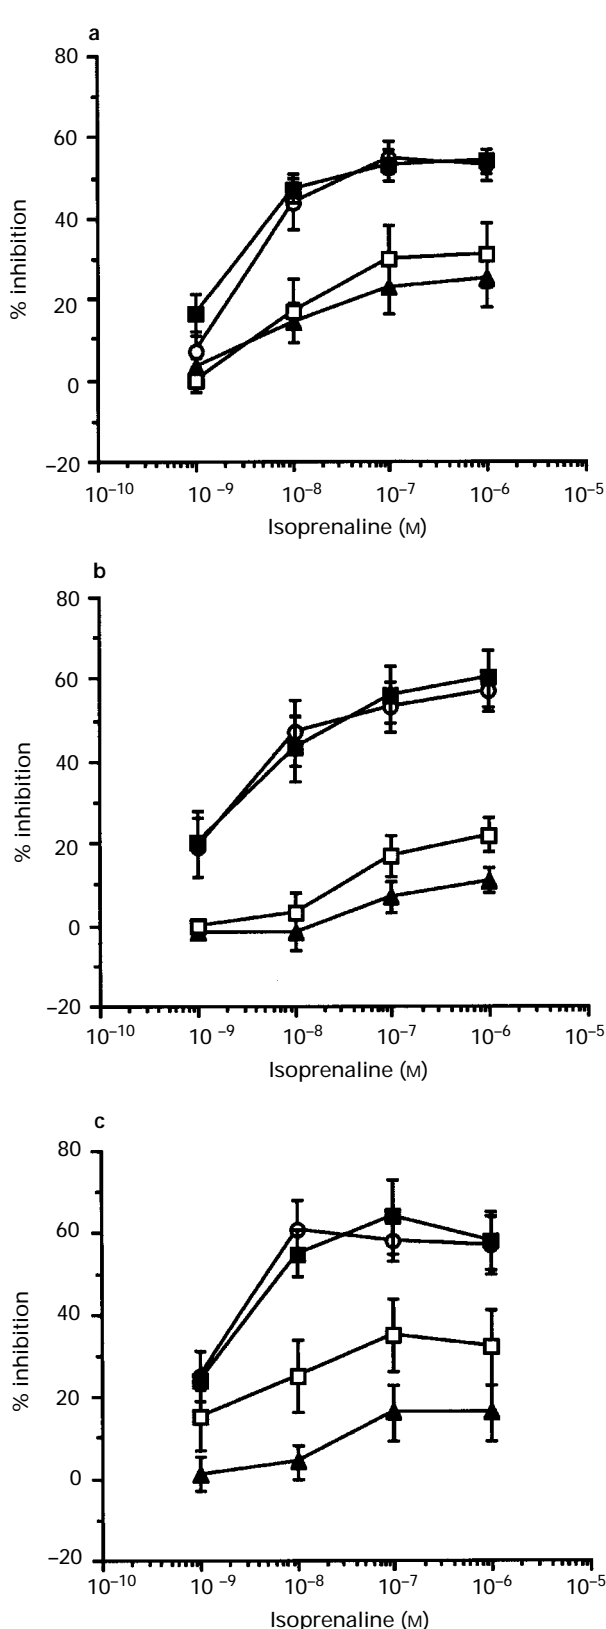 a
80
60
40
20
0
–20
% inhibition
10⁻¹⁰ 10⁻⁹ 10⁻⁸ 10⁻⁷ 10⁻⁶ 10⁻⁵
Isoprenaline (M)
b
80
60
40
20
0
–20
% inhibition
10⁻¹⁰ 10⁻⁹ 10⁻⁸ 10⁻⁷ 10⁻⁶ 10⁻⁵
Isoprenaline (M)
c
80
60
40
20
0
–20
% inhibition
10⁻¹⁰ 10⁻⁹ 10⁻⁸ 10⁻⁷ 10⁻⁶ 10⁻⁵
Isoprenaline (M)